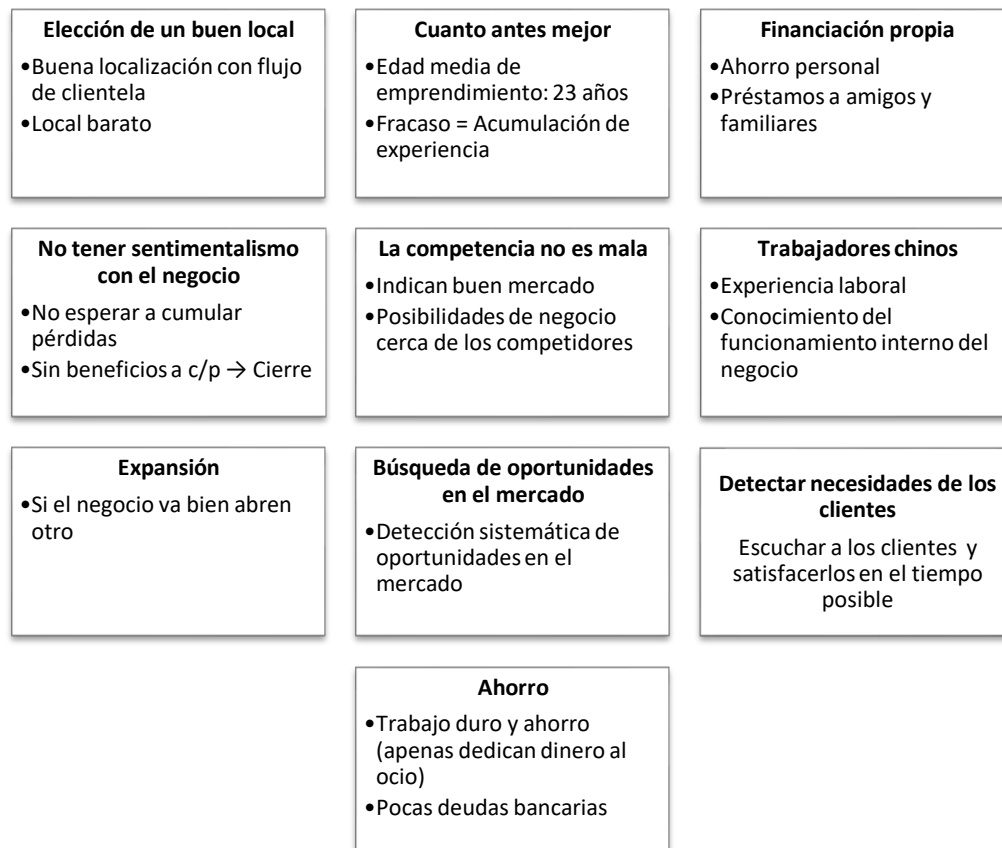 Elección de un buen local
•Buena localización con flujo
de clientela
•Local barato
Cuanto antes mejor
•Edad media de
emprendimiento: 23 años
•Fracaso = Acumulación de
experiencia
Financiación propia
•Ahorro personal
•Préstamos a amigos y
familiares
No tener sentimentalismo
con el negocio
•No esperar a cumular
pérdidas
•Sin beneficios a c/p → Cierre
La competencia no es mala
•Indican buen mercado
•Posibilidades de negocio
cerca de los competidores
Trabajadores chinos
•Experiencia laboral
•Conocimiento del
funcionamiento interno del
negocio
Expansión
•Si el negocio va bien abren
otro
Búsqueda de oportunidades
en el mercado
•Detección sistemática de
oportunidades en el
mercado
Detectar necesidades de los
clientes
Escuchar a los clientes y
satisfacerlos en el tiempo
posible
Ahorro
•Trabajo duro y ahorro
(apenas dedican dinero al
ocio)
•Pocas deudas bancarias